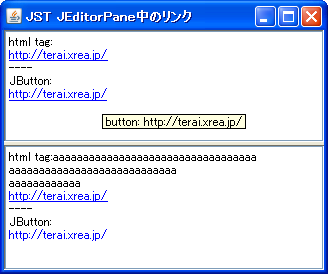 JST JEditorPane中のリンク
html tag:
http://terai.xrea.jp/
----
JButton:
http://terai.xrea.jp/
button: http://terai.xrea.jp/
html tag:aaaaaaaaaaaaaaaaaaaaaaaaaaaaaaaaaa
aaaaaaaaaaaaaaaaaaaaaaaaaaaa
aaaaaaaaaaaa
http://terai.xrea.jp/
----
JButton:
http://terai.xrea.jp/